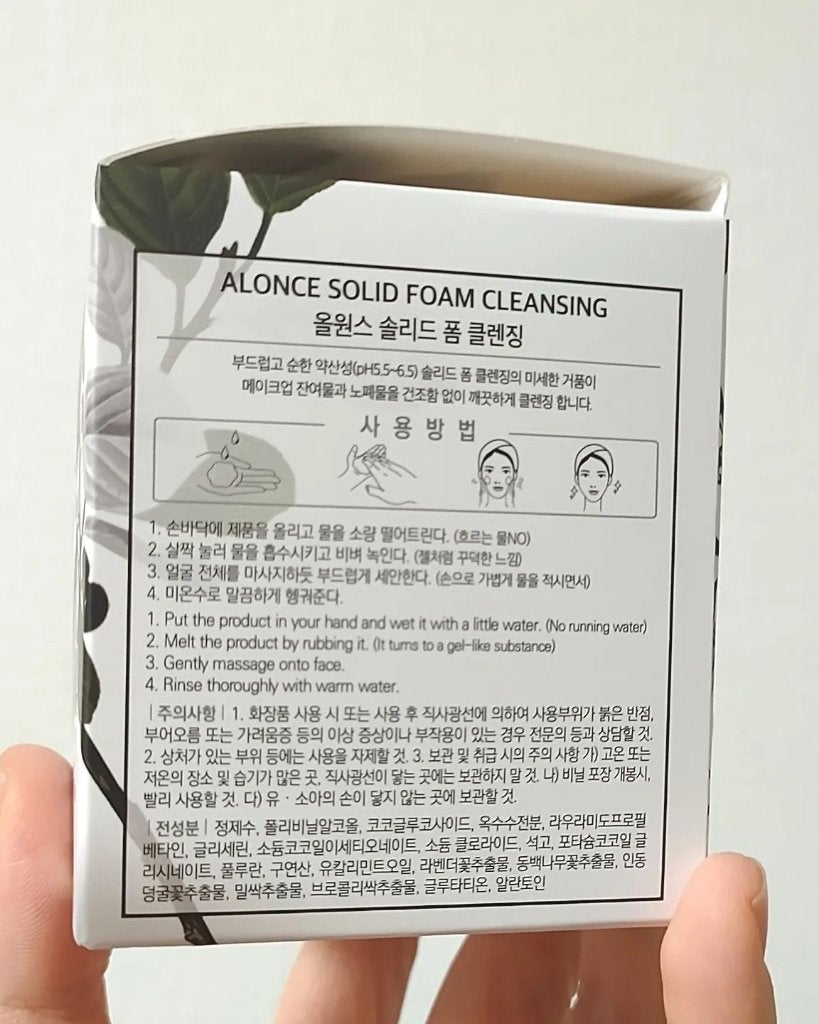 ALONCE SOLID FOAM CLEANSING
올원스 솔리드 폼 클렌징
부드럽고 순한 약산성(pH5.5~6.5) 솔리드 폼 클렌징의 미세한 거품이
메이크업 잔여물과 노폐물을 건조함 없이 깨끗하게 클렌징 합니다.
사용방법
1. 손바닥에 제품을 올리고 물을 소량 떨어트린다. (흐르는 물NO)
2. 살짝 눌러 물을 흡수시키고 비벼 녹인다. (젤처럼 꾸덕한 느낌)
3. 얼굴 전체를 마사지하듯 부드럽게 세안한다. (손으로 가볍게 물을 적시면서)
4. 미온수로 말끔하게 헹궈준다.
1. Put the product in your hand and wet it with a little water. (No running water)
2. Melt the product by rubbing it. (It turns to a gel-like substance)
3. Gently massage onto face.
4. Rinse thoroughly with warm water.
|주의사항| 1. 화장품 사용 시 또는 사용 후 직사광선에 의하여 사용부위가 붉은 반점,
부어오름 또는 가려움증 등의 이상 증상이나 부작용이 있는 경우 전문의 등과 상담할 것.
2. 상처가 있는 부위 등에는 사용을 자제할 것. 3. 보관 및 취급 시의 주의 사항 가) 고온 또는
저온의 장소 및 습기가 많은 곳, 직사광선이 닿는 곳에는 보관하지 말 것. 나) 비닐 포장 개봉시,
빨리 사용할 것. 다) 유·소아의 손이 닿지 않는 곳에 보관할 것.
|전성분| 정제수, 폴리비닐알코올, 코코글루코사이드, 옥수수전분, 라우라미도프로필
베타인, 글리세린, 소듐코코일이세티오네이트, 소듐 클로라이드, 석고, 포타슘코코일 글
리시네이트, 풀루란, 구연산, 유칼리민트오일, 라벤더꽃추출물, 동백나무꽃추출물, 인동
덩굴꽃추출물, 밀싹추출물, 브로콜리싹추출물, 글루타티온, 알란토인